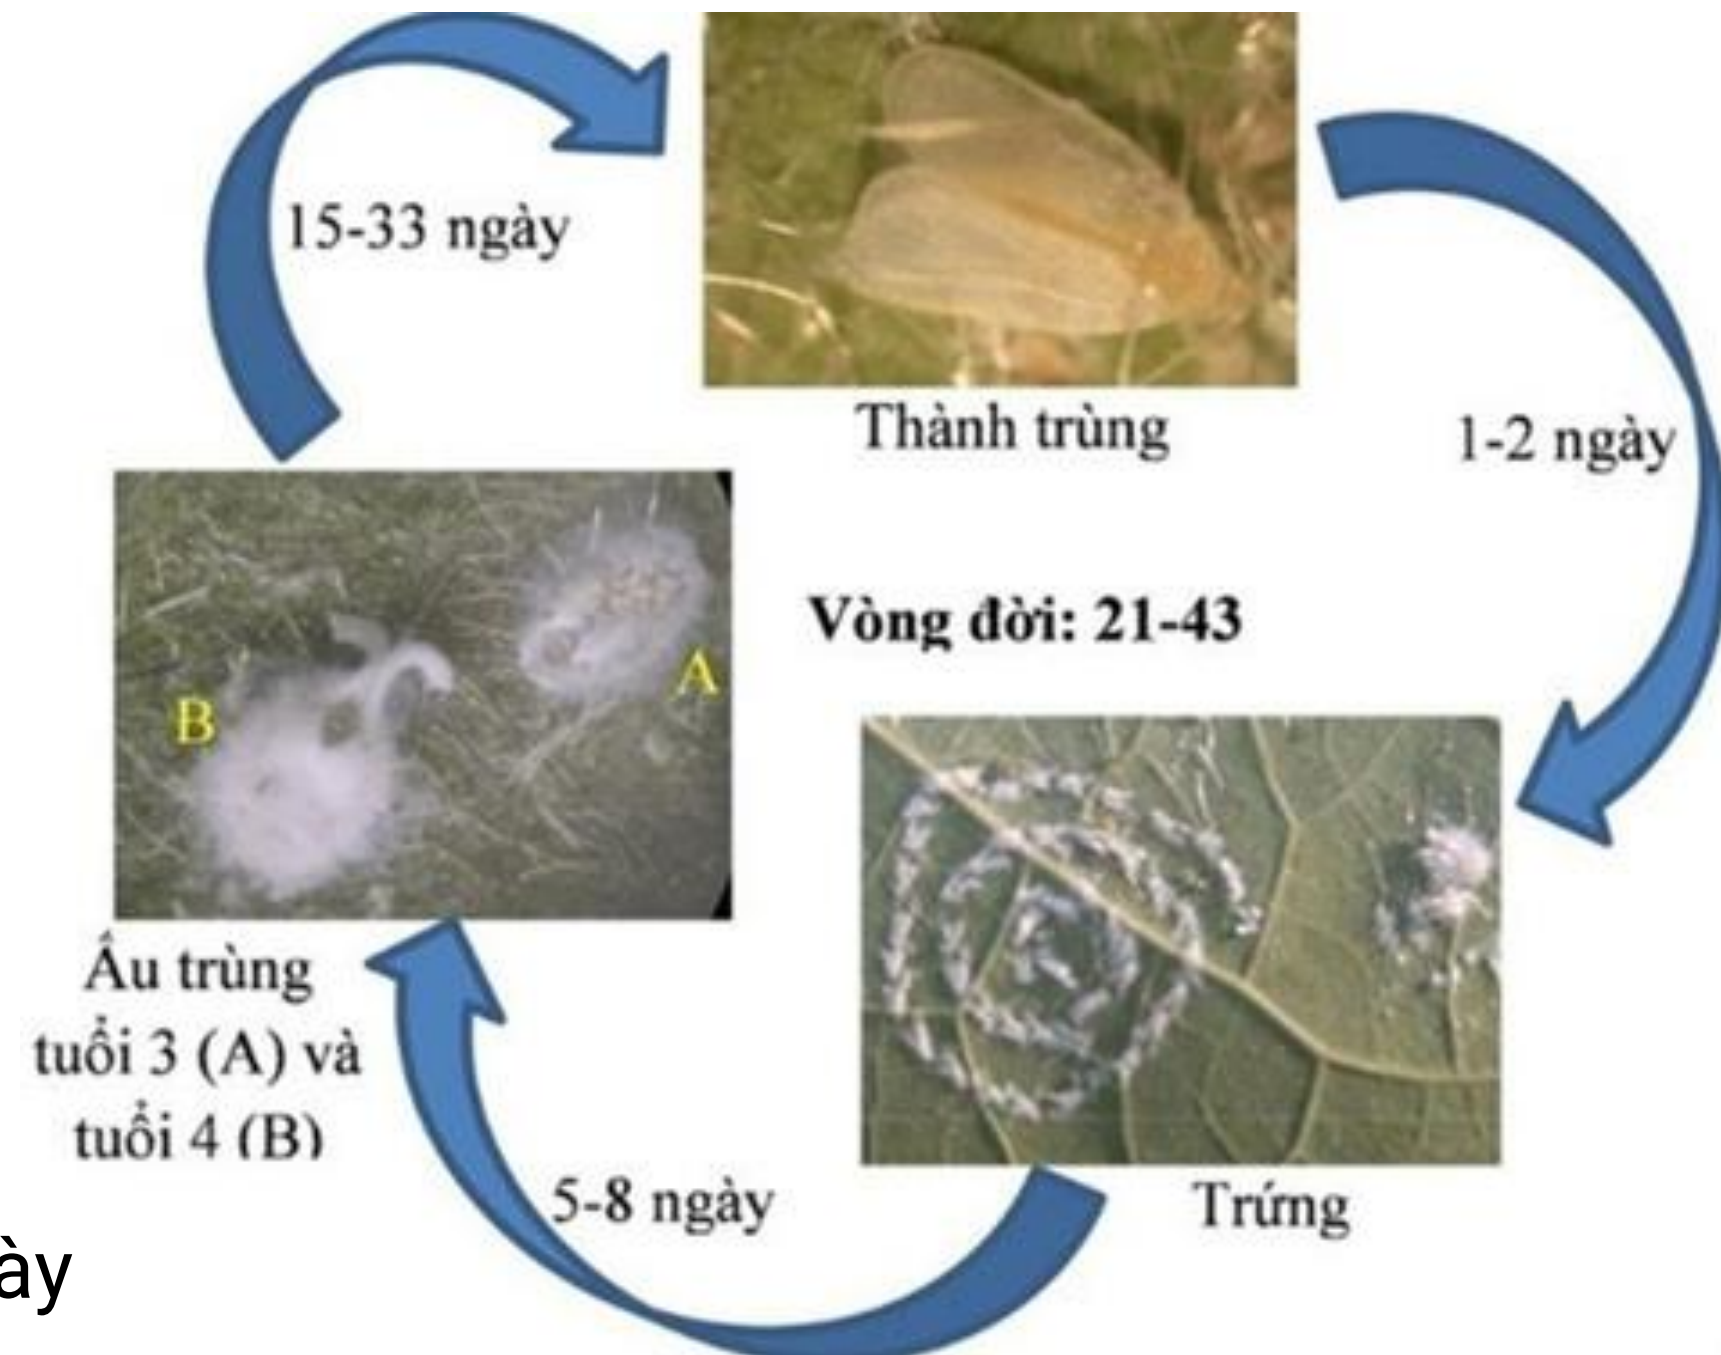 15-33 ngày
Thành trùng
1-2 ngày
Vòng đời: 21-43
A
B
Ấu trùng
tuổi 3 (A) và
tuổi 4 (B)
5-8 ngày
Trứng
ày